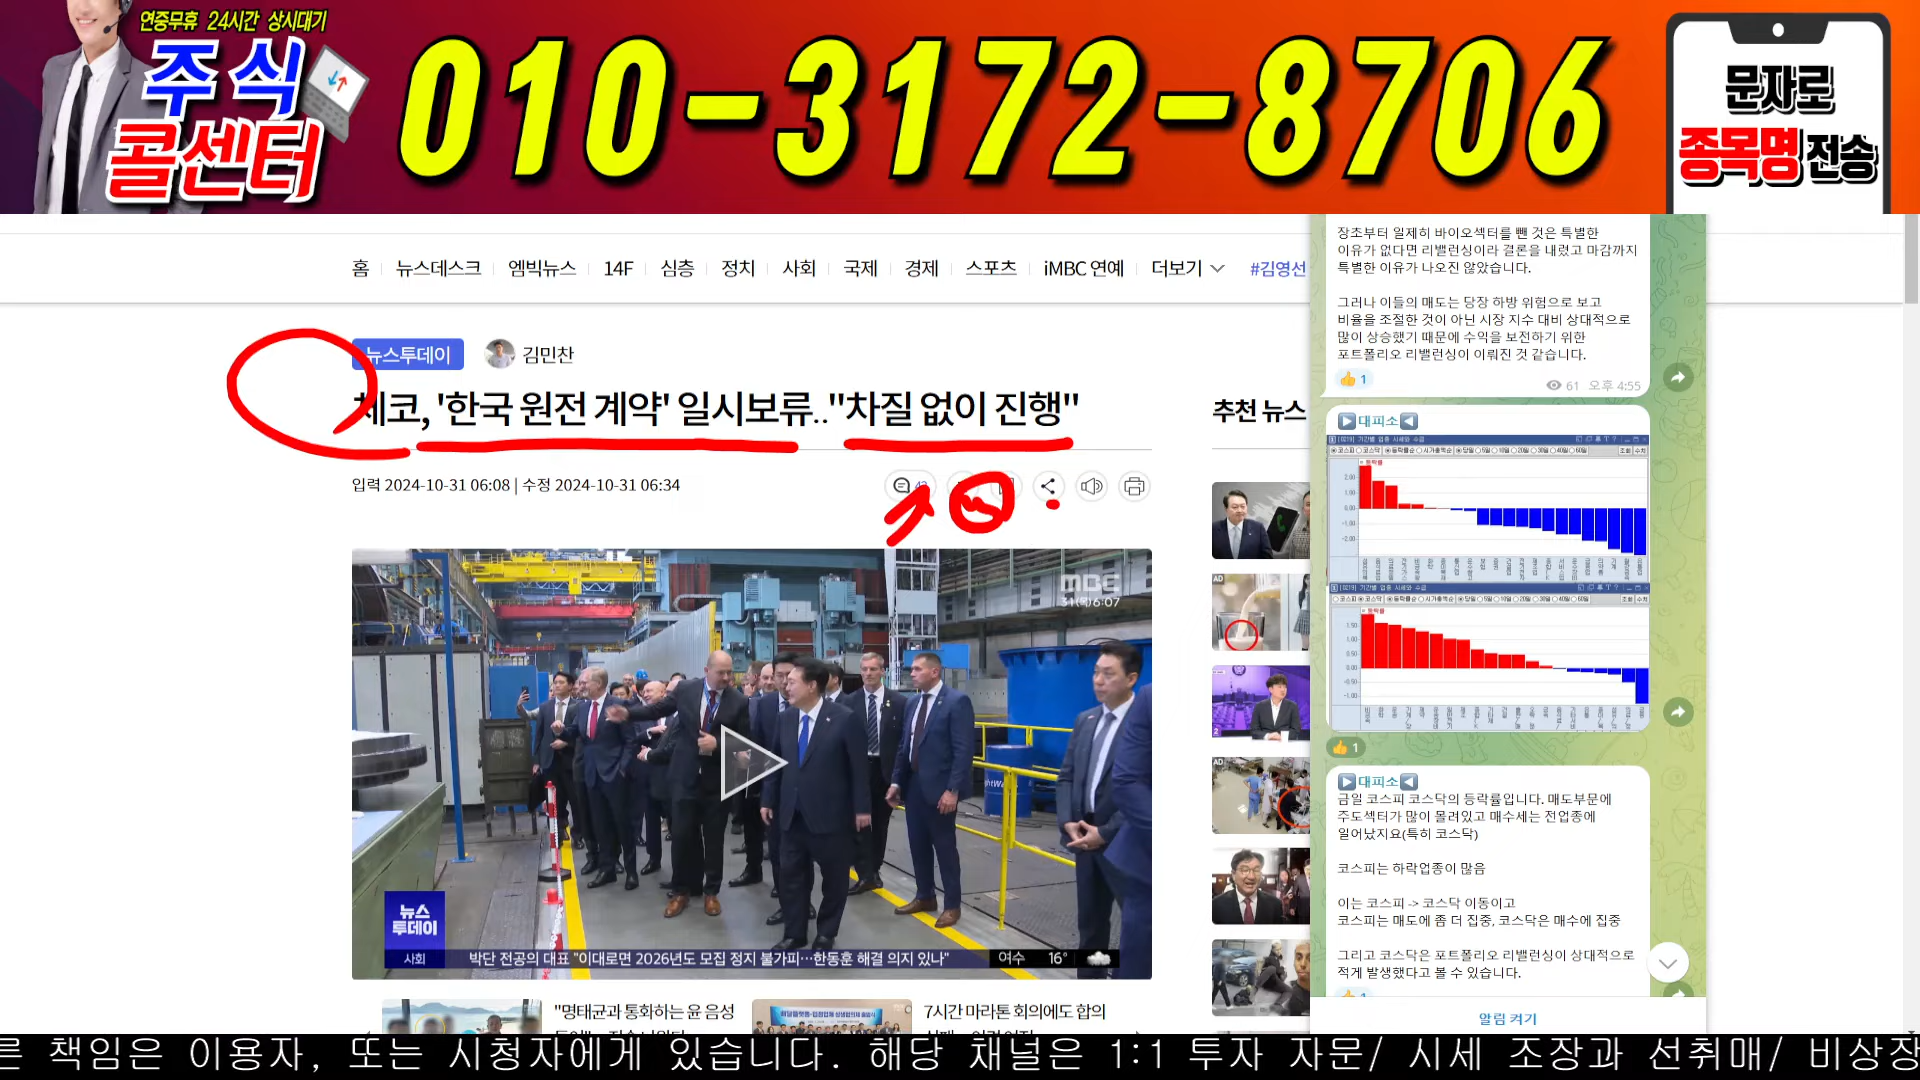 연중무휴 24시간 상시대기
주식
콜센터
010-3172-8706
문자로
종목명 전송
홈 뉴스데스크 엠빅뉴스 14F 심층 정치 사회 국제 경제 스포츠 iMBC 연예 더보기 #김영선
뉴스투데이 김민찬
체코, '한국 원전 계약' 일시보류.."차질 없이 진행"
입력 2024-10-31 06:08 | 수정 2024-10-31 06:34
추천 뉴스
MBC
31(목)6:07
뉴스
투데이
사회
박단 전공의 대표 "이대로면 2026년도 모집 정지 불가피…한동훈 해결 의지 있나"
여수 16°
AD
AD
"명태균과 통화하는 윤 음성
7시간 마라톤 회의에도 합의
장초부터 일제히 바이오섹터를 뺀 것은 특별한
이유가 없다면 리밸런싱이라 결론을 내렸고 마감까지
특별한 이유가 나오진 않았습니다.
그러나 이들의 매도는 당장 하방 위험으로 보고
비율을 조절한 것이 아닌 시장 지수 대비 상대적으로
많이 상승했기 때문에 수익을 보전하기 위한
포트폴리오 리밸런싱이 이뤄진 것 같습니다.
1
61 오후 4:55
대피소
1
대피소
금일 코스피 코스닥의 등락률입니다. 매도부문에
주도섹터가 많이 몰려있고 매수세는 전업종에
일어났지요(특히 코스닥)
코스피는 하락업종이 많음
이는 코스피 -> 코스닥 이동이고
코스피는 매도에 좀 더 집중, 코스닥은 매수에 집중
그리고 코스닥은 포트폴리오 리밸런싱이 상대적으로
적게 발생했다고 볼 수 있습니다.
알림 켜기
른 책임은 이용자, 또는 시청자에게 있습니다. 해당 채널은 1:1 투자 자문/ 시세 조장과 선취매/ 비상장